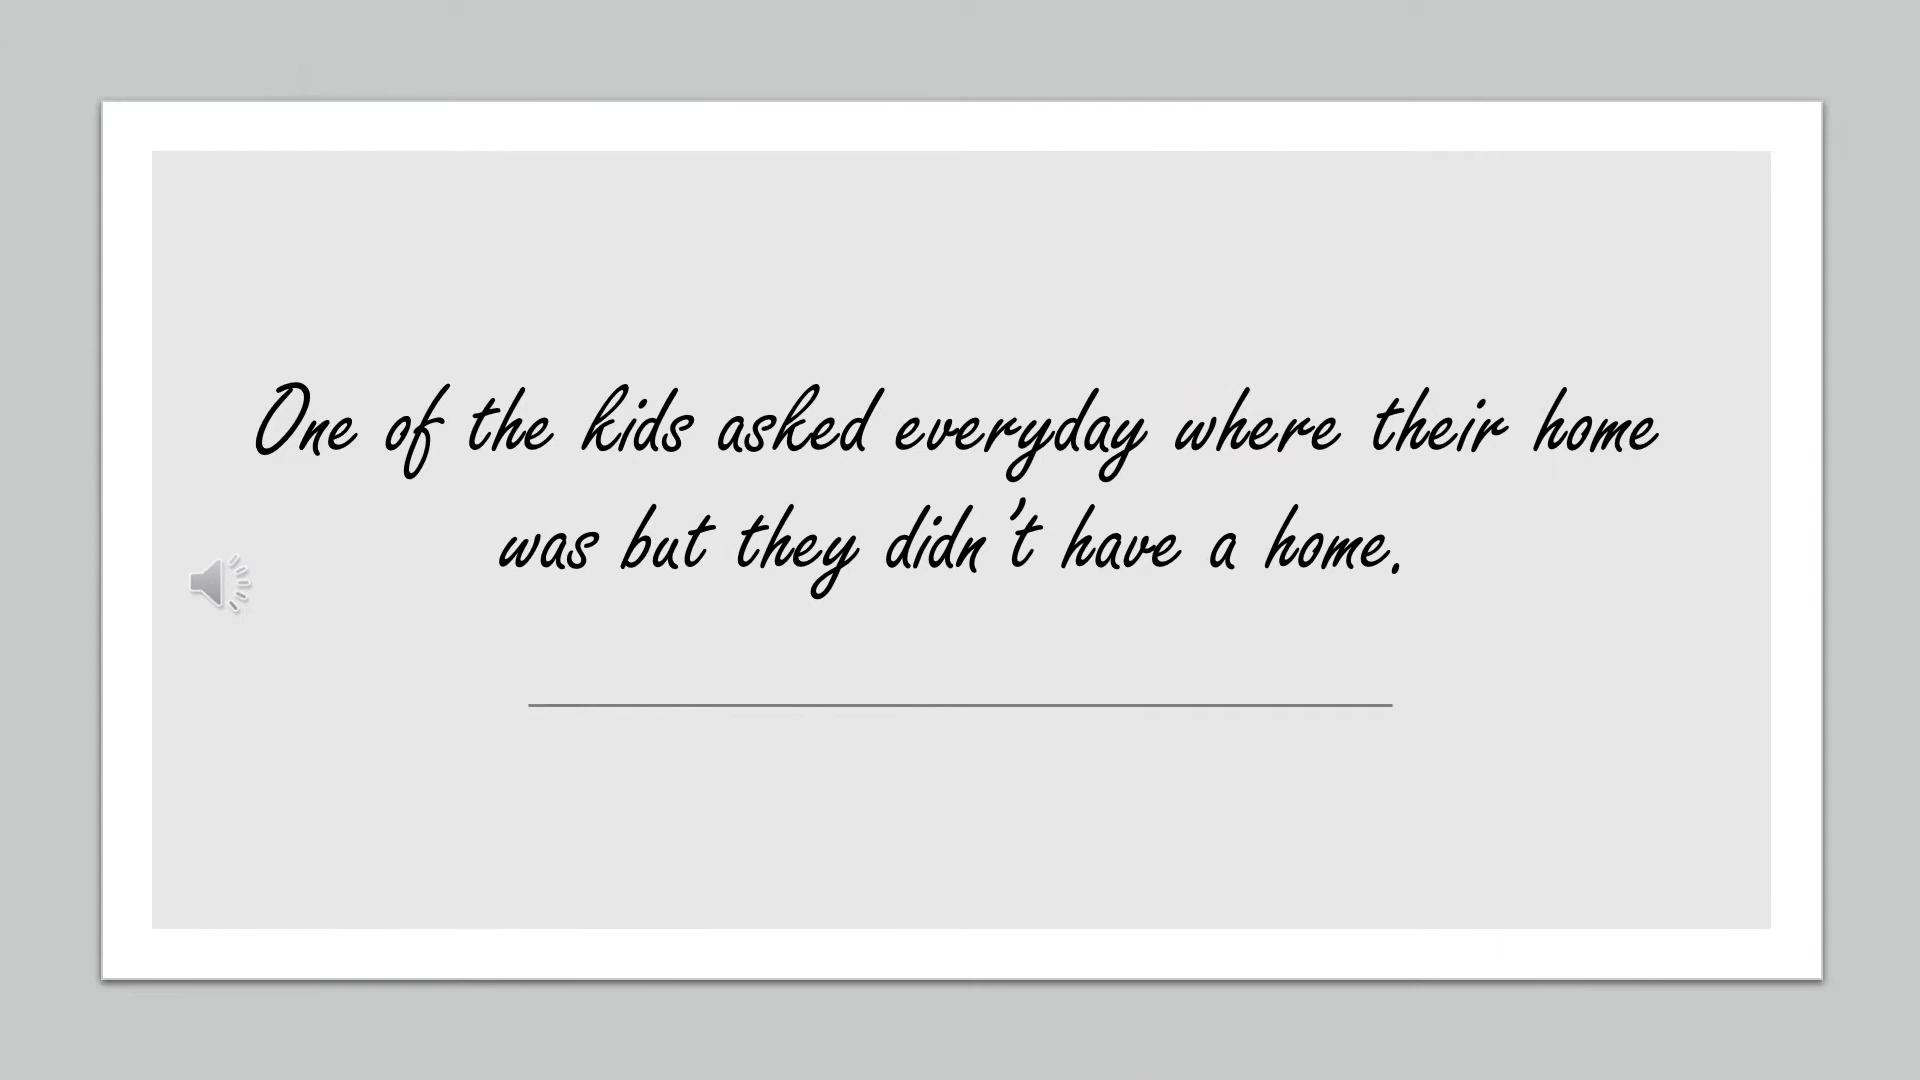 One of the kids asked everyday where their home
was but they didn't have a home.